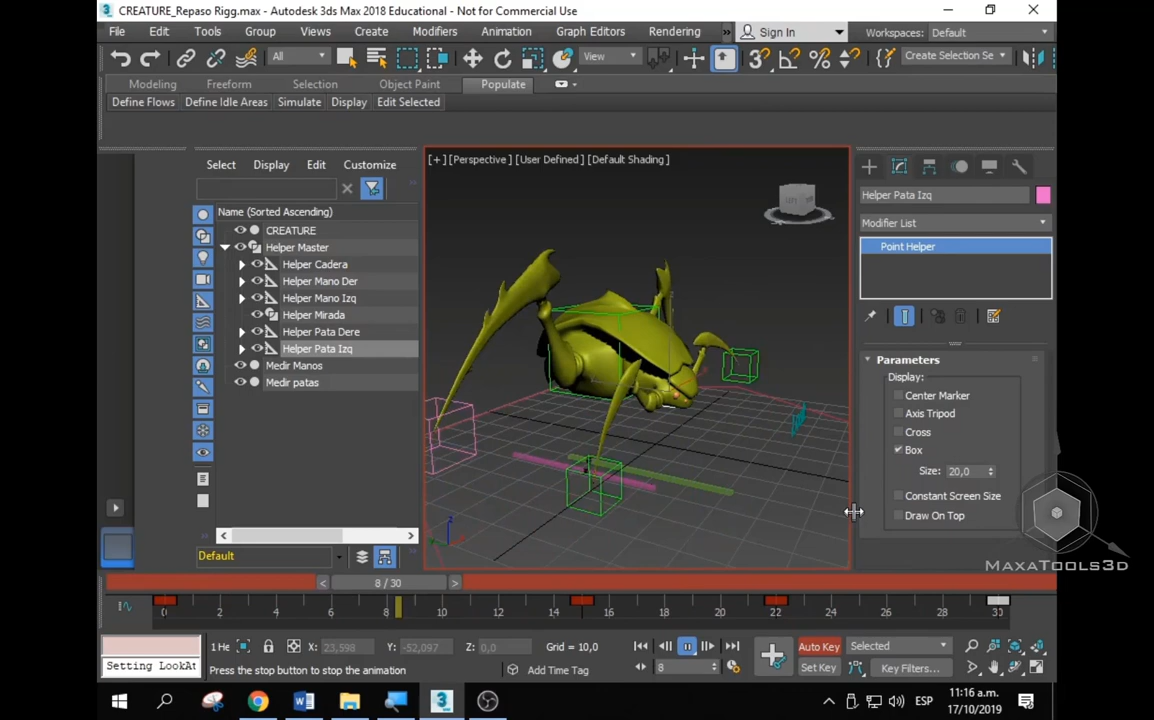 CREATURE_Repaso Rigg.max - Autodesk 3ds Max 2018 Educational - Not for Commercial Use
File Edit Tools Group Views Create Modifiers Animation Graph Editors Rendering » Sign In Workspaces: Default
All View Create Selection Se
Modeling Freeform Selection Object Paint Populate
Define Flows Define Idle Areas Simulate Display Edit Selected
Select Display Edit Customize
Name (Sorted Ascending)
CREATURE
Helper Master
Helper Cadera
Helper Mano Der
Helper Mano Izq
Helper Mirada
Helper Pata Dere
Helper Pata Izq
Medir Manos
Medir patas
Default
[+] [Perspective] [User Defined] [Default Shading]
Helper Pata Izq
Modifier List
Point Helper
Parameters
Display:
Center Marker
Axis Tripod
Cross
Box
Size: 20,0
Constant Screen Size
Draw On Top
MAXATOOLS3D
< 8 / 30 >
0 2 4 6 8 10 12 14 16 18 20 22 24 26 28 30
1 He X: 23,598 Y: -52,097 Z: 0,0 Grid = 10,0 Auto Key Selected
Setting LookAt Press the stop button to stop the animation Add Time Tag 8 Set Key Key Filters...
ESP
11:16 a.m.
17/10/2019